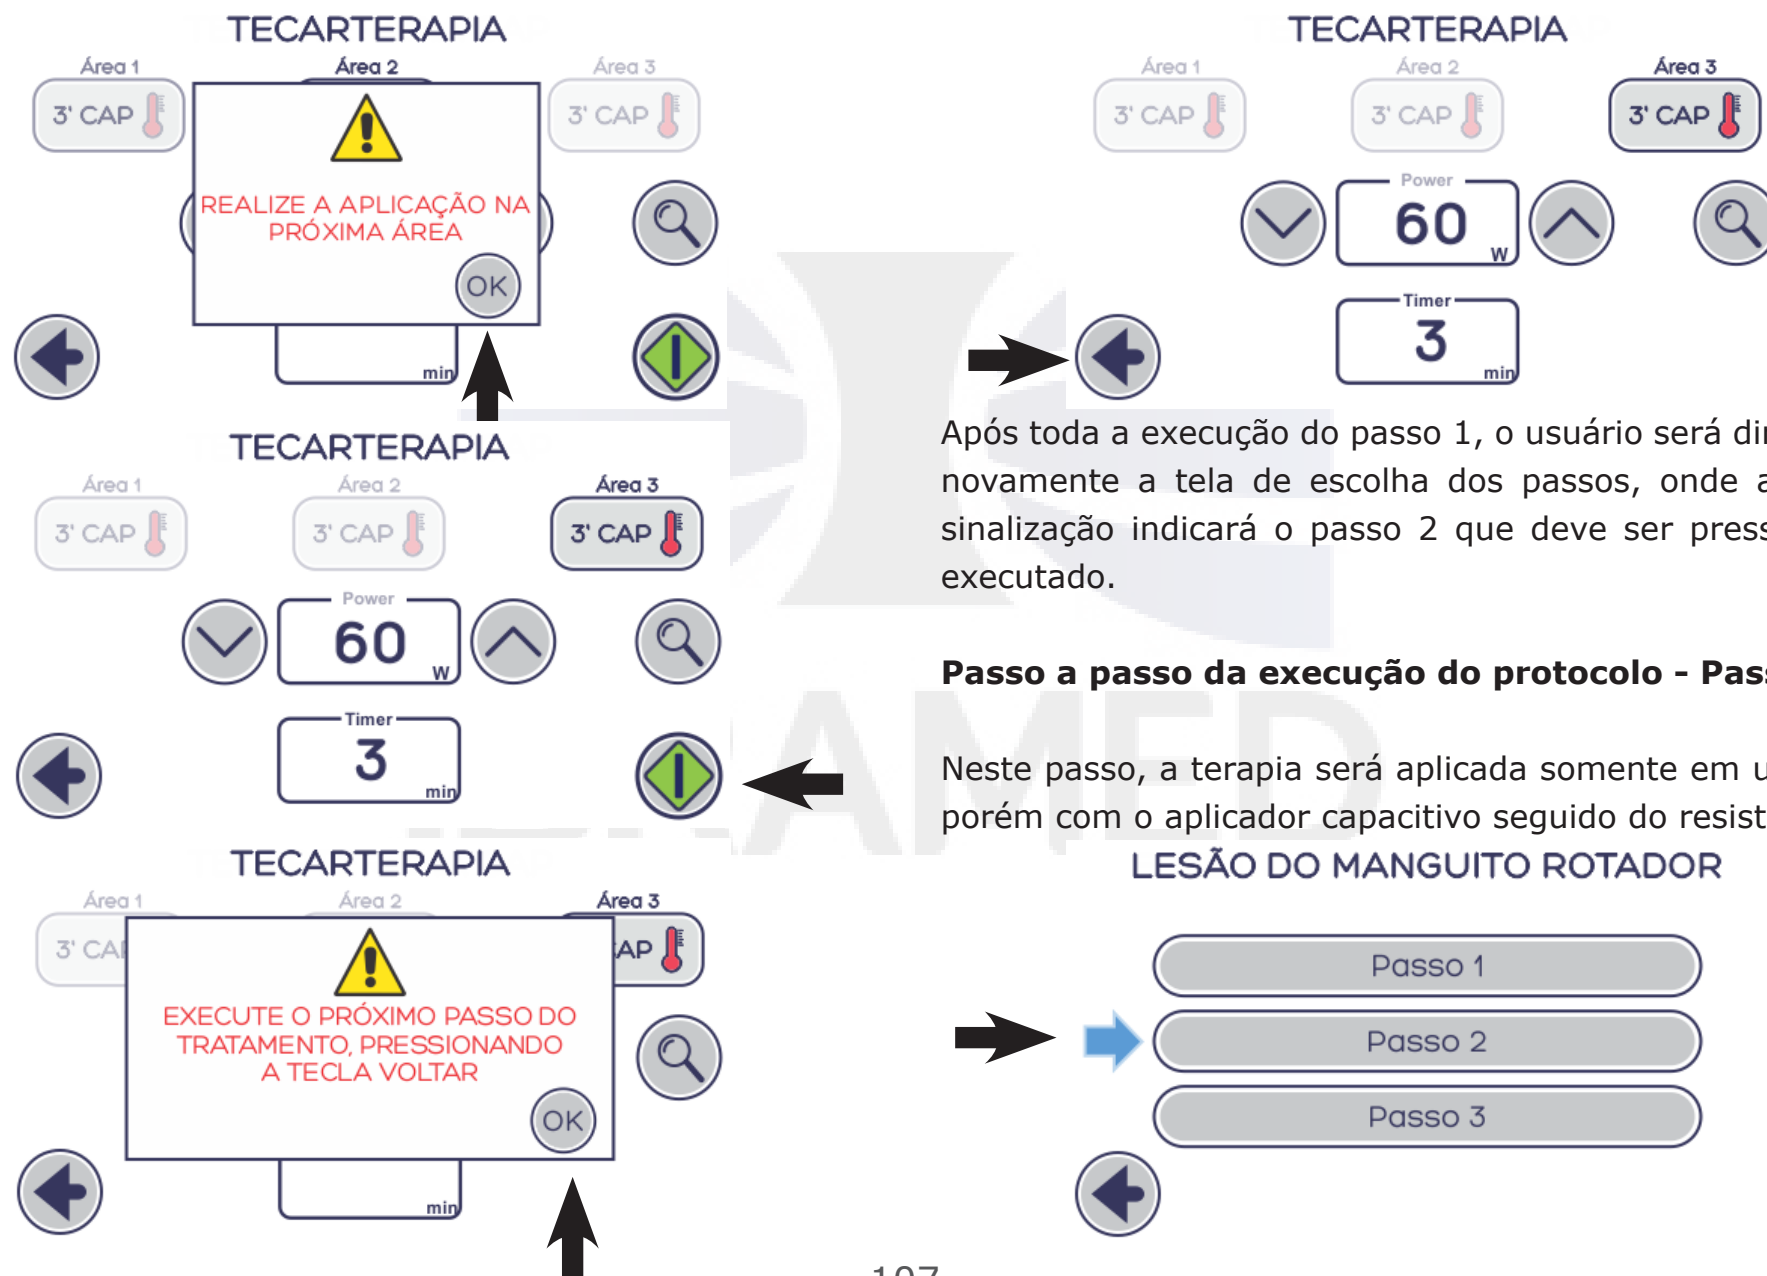 TECARTERAPIA
Área 1 Área 2 Área 3
3' CAP 3' CAP
REALIZE A APLICAÇÃO NA
PRÓXIMA ÁREA
OK
min
TECARTERAPIA
Área 1 Área 2 Área 3
3' CAP 3' CAP 3' CAP
Power
60
W
Timer
3
min
TECARTERAPIA
Área 1 Área 2 Área 3
3' CAP AP
EXECUTE O PRÓXIMO PASSO DO
TRATAMENTO, PRESSIONANDO
A TECLA VOLTAR
OK
min
TECARTERAPIA
Área 1 Área 2 Área 3
3' CAP 3' CAP 3' CAP
Power
60
W
Timer
3
min
Após toda a execução do passo 1, o usuário será
novamente a tela de escolha dos passos, onde a
sinalização indicará o passo 2 que deve ser
executado.
Passo a passo da execução do protocolo -
Neste passo, a terapia será aplicada somente em
porém com o aplicador capacitivo seguido do
LESÃO DO MANGUITO ROTADOR
Passo 1
Passo 2
Passo 3